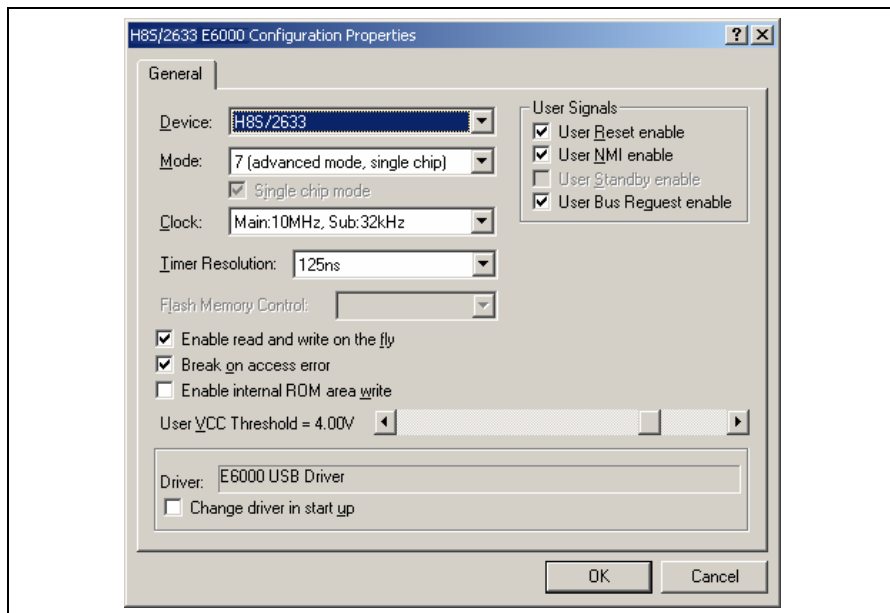 H8S/2633 E6000 Configuration Properties
General
Device: H8S/2633
Mode: 7 (advanced mode, single chip)
Single chip mode
Clock: Main:10MHz, Sub:32kHz
Timer Resolution: 125ns
Flash Memory Control:
Enable read and write on the fly
Break on access error
Enable internal ROM area write
User VCC Threshold = 4.00V
User Signals
User Reset enable
User NMI enable
User Standby enable
User Bus Reguest enable
Driver: E6000 USB Driver
Change driver in start up
OK
Cancel